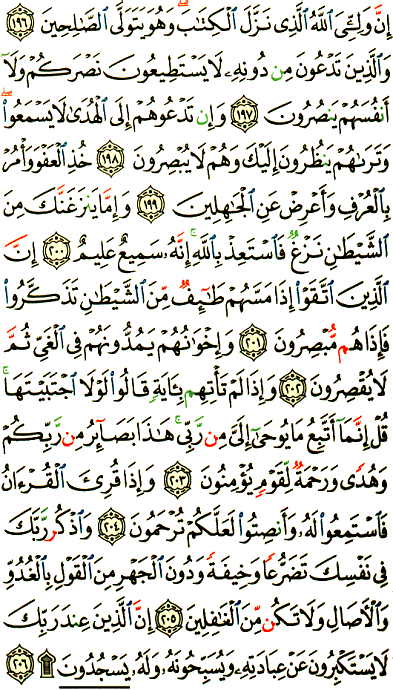 إِنَّ وَلِـِّۧىَ ٱللَّهُ ٱلَّذِى نَزَّلَ ٱلْكِتَٰبَ ۖ وَهُوَ يَتَوَلَّى ٱلصَّٰلِحِينَ ١٩٦
وَٱلَّذِينَ تَدْعُونَ مِن دُونِهِۦ لَا يَسْتَطِيعُونَ نَصْرَكُمْ وَلَآ
أَنفُسَهُمْ يَنصُرُونَ ١٩٧ وَإِن تَدْعُوهُمْ إِلَى ٱلْهُدَىٰ لَا يَسْمَعُوا۟ ۖ
وَتَرَىٰهُمْ يَنظُرُونَ إِلَيْكَ وَهُمْ لَا يُبْصِرُونَ ١٩٨ خُذِ ٱلْعَفْوَ وَأْمُرْ
بِٱلْعُرْفِ وَأَعْرِضْ عَنِ ٱلْجَٰهِلِينَ ١٩٩ وَإِمَّا يَنزَغَنَّكَ مِنَ
ٱلشَّيْطَٰنِ نَزْغٌ فَٱسْتَعِذْ بِٱللَّهِ ۚ إِنَّهُۥ سَمِيعٌ عَلِيمٌ ٢٠٠ إِنَّ
ٱلَّذِينَ ٱتَّقَوْا۟ إِذَا مَسَّهُمْ طَٰٓئِفٌ مِّنَ ٱلشَّيْطَٰنِ تَذَكَّرُوا۟
فَإِذَا هُم مُّبْصِرُونَ ٢٠١ وَإِخْوَٰنُهُمْ يَمُدُّونَهُمْ فِى ٱلْغَىِّ ثُمَّ
لَا يُقْصِرُونَ ٢٠٢ وَإِذَا لَمْ تَأْتِهِم بِـَٔايَةٍ قَالُوا۟ لَوْلَا ٱجْتَبَيْتَهَا ۚ
قُلْ إِنَّمَآ أَتَّبِعُ مَا يُوحَىٰٓ إِلَىَّ مِن رَّبِّى ۚ هَٰذَا بَصَآئِرُ مِن رَّبِّكُمْ
وَهُدًى وَرَحْمَةٌ لِّقَوْمٍ يُؤْمِنُونَ ٢٠٣ وَإِذَا قُرِئَ ٱلْقُرْءَانُ
فَٱسْتَمِعُوا۟ لَهُۥ وَأَنصِتُوا۟ لَعَلَّكُمْ تُرْحَمُونَ ٢٠٤ وَٱذْكُر رَّبَّكَ
فِى نَفْسِكَ تَضَرُّعًا وَخِيفَةً وَدُونَ ٱلْجَهْرِ مِنَ ٱلْقَوْلِ بِٱلْغُدُوِّ
وَٱلْءَاصَالِ وَلَا تَكُن مِّنَ ٱلْغَٰفِلِينَ ٢٠٥ إِنَّ ٱلَّذِينَ عِندَ رَبِّكَ
لَا يَسْتَكْبِرُونَ عَنْ عِبَادَتِهِۦ وَيُسَبِّحُونَهُۥ وَلَهُۥ يَسْجُدُونَ ۩ ٢٠٦